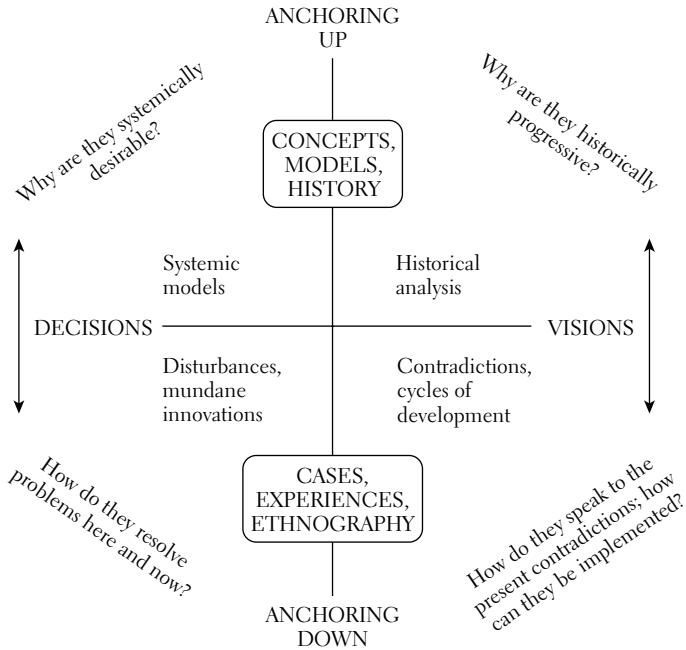 ANCHORING
UP
Why are they systemically
desirable?
Why are they historically
progressive?
CONCEPTS,
MODELS,
HISTORY
Systemic
models
Historical
analysis
DECISIONS
VISIONS
Disturbances,
mundane
innovations
Contradictions,
cycles of
development
How do they resolve
problems here and now?
CASES,
EXPERIENCES,
ETHNOGRAPHY
How do they speak to the
present contradictions; how
can they be implemented?
ANCHORING
DOWN